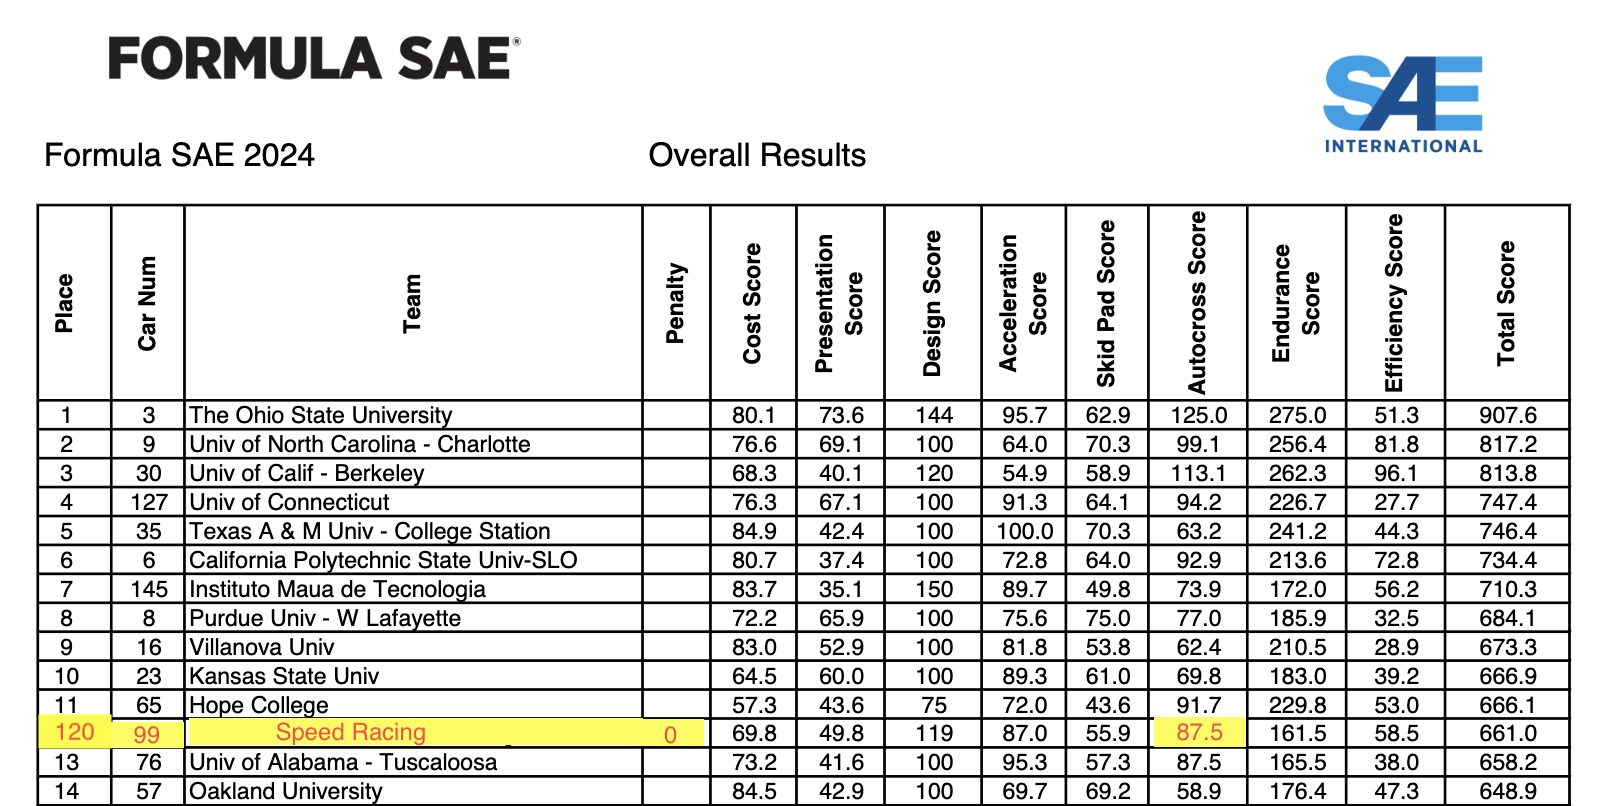 FORMULA SAE®
SAE
INTERNATIONAL
Formula SAE 2024 Overall Results
Place Car Num Team Penalty Cost Score Presentation Score Design Score Acceleration Score Skid Pad Score Autocross Score Endurance Score Efficiency Score Total Score
1 3 The Ohio State University 80.1 73.6 144 95.7 62.9 125.0 275.0 51.3 907.6
2 9 Univ of North Carolina - Charlotte 76.6 69.1 100 64.0 70.3 99.1 256.4 81.8 817.2
3 30 Univ of Calif - Berkeley 68.3 40.1 120 54.9 58.9 113.1 262.3 96.1 813.8
4 127 Univ of Connecticut 76.3 67.1 100 91.3 64.1 94.2 226.7 27.7 747.4
5 35 Texas A & M Univ - College Station 84.9 42.4 100 100.0 70.3 63.2 241.2 44.3 746.4
6 6 California Polytechnic State Univ-SLO 80.7 37.4 100 72.8 64.0 92.9 213.6 72.8 734.4
7 145 Instituto Maua de Tecnologia 83.7 35.1 150 89.7 49.8 73.9 172.0 56.2 710.3
8 8 Purdue Univ - W Lafayette 72.2 65.9 100 75.6 75.0 77.0 185.9 32.5 684.1
9 16 Villanova Univ 83.0 52.9 100 81.8 53.8 62.4 210.5 28.9 673.3
10 23 Kansas State Univ 64.5 60.0 100 89.3 61.0 69.8 183.0 39.2 666.9
11 65 Hope College 57.3 43.6 75 72.0 43.6 91.7 229.8 53.0 666.1
120 99 Speed Racing 0 69.8 49.8 119 87.0 55.9 87.5 161.5 58.5 661.0
13 76 Univ of Alabama - Tuscaloosa 73.2 41.6 100 95.3 57.3 87.5 165.5 38.0 658.2
14 57 Oakland University 84.5 42.9 100 69.7 69.2 58.9 176.4 47.3 648.9